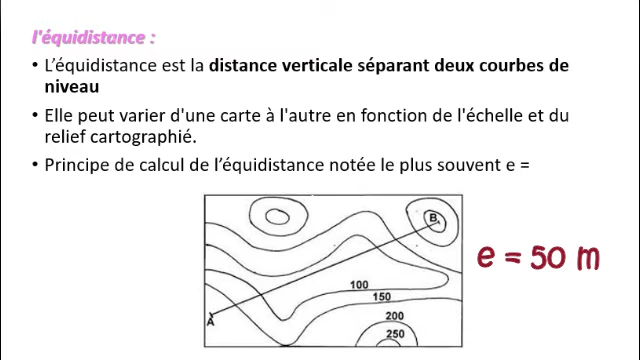 l'équidistance :
• L’équidistance est la distance verticale séparant deux courbes de
niveau
• Elle peut varier d'une carte à l'autre en fonction de l'échelle et du
relief cartographié.
• Principe de calcul de l’équidistance notée le plus souvent e =
B
e = 50 m
100
150
A
200
250